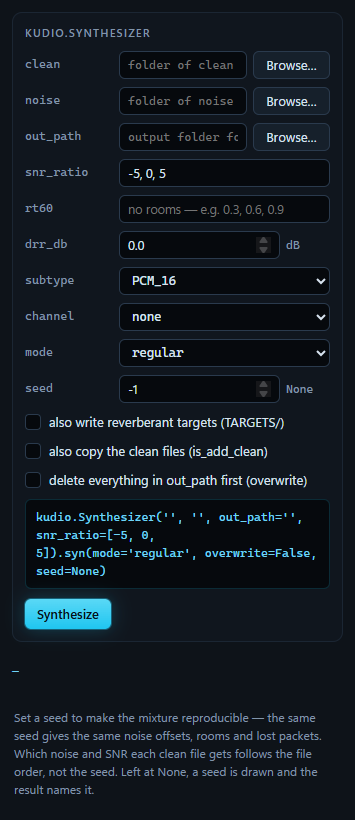 KUDIO.SYNTHESIZER
clean folder of clean Browse...
noise folder of noise Browse...
out_path output folder fo Browse...
snr_ratio -5, 0, 5
rt60 no rooms — e.g. 0.3, 0.6, 0.9
drr_db 0.0 dB
subtype PCM_16
channel none
mode regular
seed -1 None
also write reverberant targets (TARGETS/)
also copy the clean files (is_add_clean)
delete everything in out_path first (overwrite)
kudio.Synthesizer('', '', out_path='',
snr_ratio=[-5, 0,
5]).syn(mode='regular', overwrite=False,
seed=None)
Synthesize
—
Set a seed to make the mixture reproducible — the same
seed gives the same noise offsets, rooms and lost packets.
Which noise and SNR each clean file gets follows the file
order, not the seed. Left at None, a seed is drawn and the
result names it.